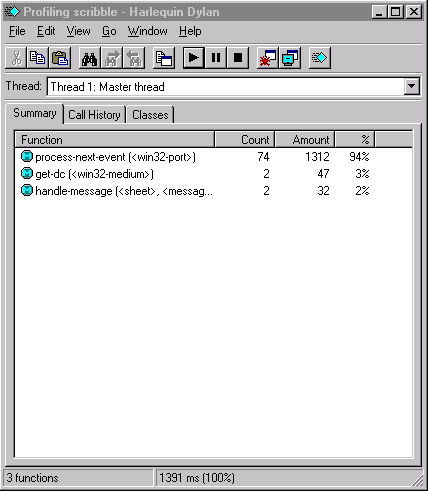 Profiling scribble - Harlequin Dylan
File Edit View Go Window Help
Thread: Thread 1: Master thread
Summary Call History Classes
Function Count Amount %
process-next-event (<win32-port>) 74 1312 94%
get-dc (<win32-medium>) 2 47 3%
handle-message (<sheet>, <messag... 2 32 2%
3 functions 1391 ms (100%)